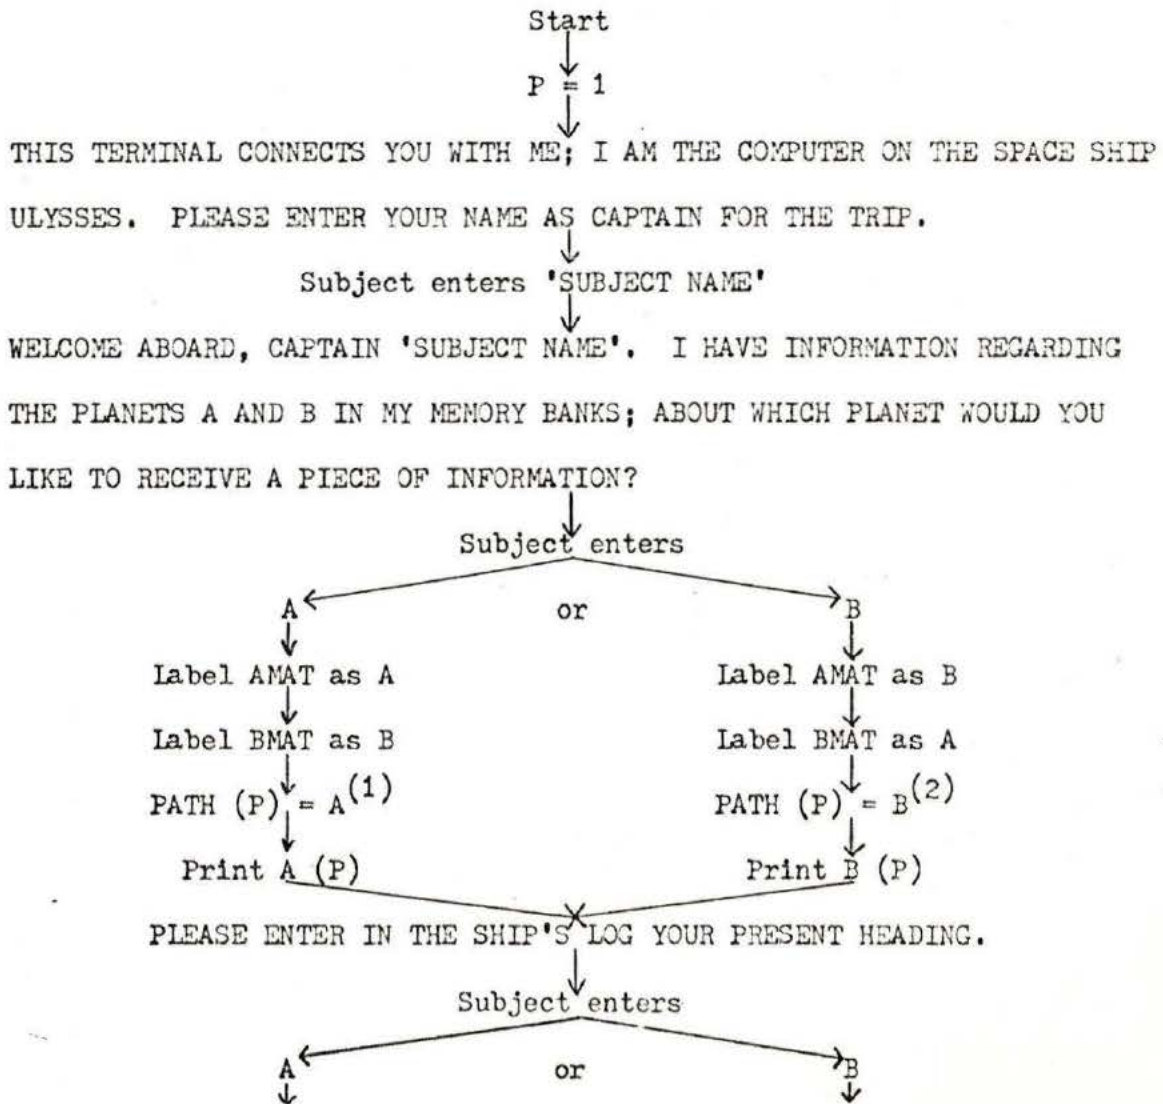 Start
P = 1
THIS TERMINAL CONNECTS YOU WITH ME; I AM THE COMPUTER ON THE SPACE SHIP
ULYSSES. PLEASE ENTER YOUR NAME AS CAPTAIN FOR THE TRIP.
Subject enters 'SUBJECT NAME'
WELCOME ABOARD, CAPTAIN 'SUBJECT NAME'. I HAVE INFORMATION REGARDING
THE PLANETS A AND B IN MY MEMORY BANKS; ABOUT WHICH PLANET WOULD YOU
LIKE TO RECEIVE A PIECE OF INFORMATION?
Subject enters
A or B
Label AMAT as A Label AMAT as B
Label BMAT as B Label BMAT as A
PATH (P) = A(1) PATH (P) = B(2)
Print A (P) Print B (P)
PLEASE ENTER IN THE SHIP'S LOG YOUR PRESENT HEADING.
Subject enters
A or B